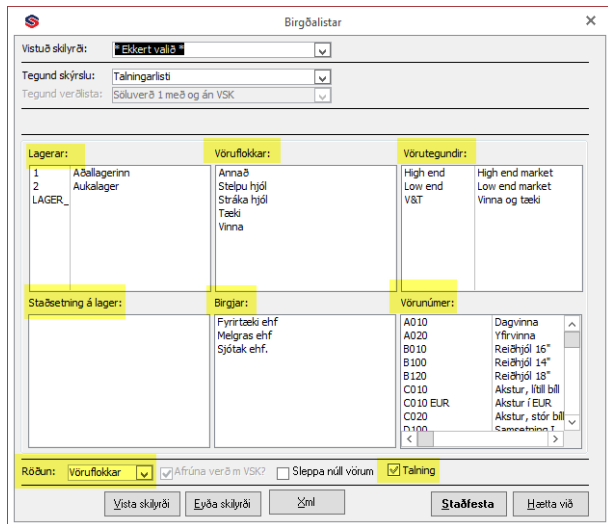 Birgðalistar
Vistuð skilyrði: * Ekkert valið *
Tegund skýrslu: Talningarlisti
Tegund verðlista: Söluverð 1 með og án VSK
Lagerar: Vöruflokkar: Vörutegundir:
1 Aðallagerinn
2 Aukalager
LAGER_
Annað
Stelpu hjól
Stráka hjól
Tæki
Vinna
High end High end market
Low end Low end market
V&T Vinna og tæki
Staðsetning á lager: Birgjar: Vörunúmer:
Fyrirtæki ehf
Melgras ehf
Sjótak ehf.
A010 Dagvinna
A020 Yfirvinna
B010 Reiðhjól 16"
B100 Reiðhjól 14"
B120 Reiðhjól 18"
C010 Akstur, lítill bíll
C010 EUR Akstur í EUR
C020 Akstur, stór bíll
D100 Samsetning I
Röðun: Vöruflokkar Afrúna verð m VSK? Sleppa núll vörum Talning
Vista skilyrði Eyða skilyrði Xml Staðfesta Hætta við